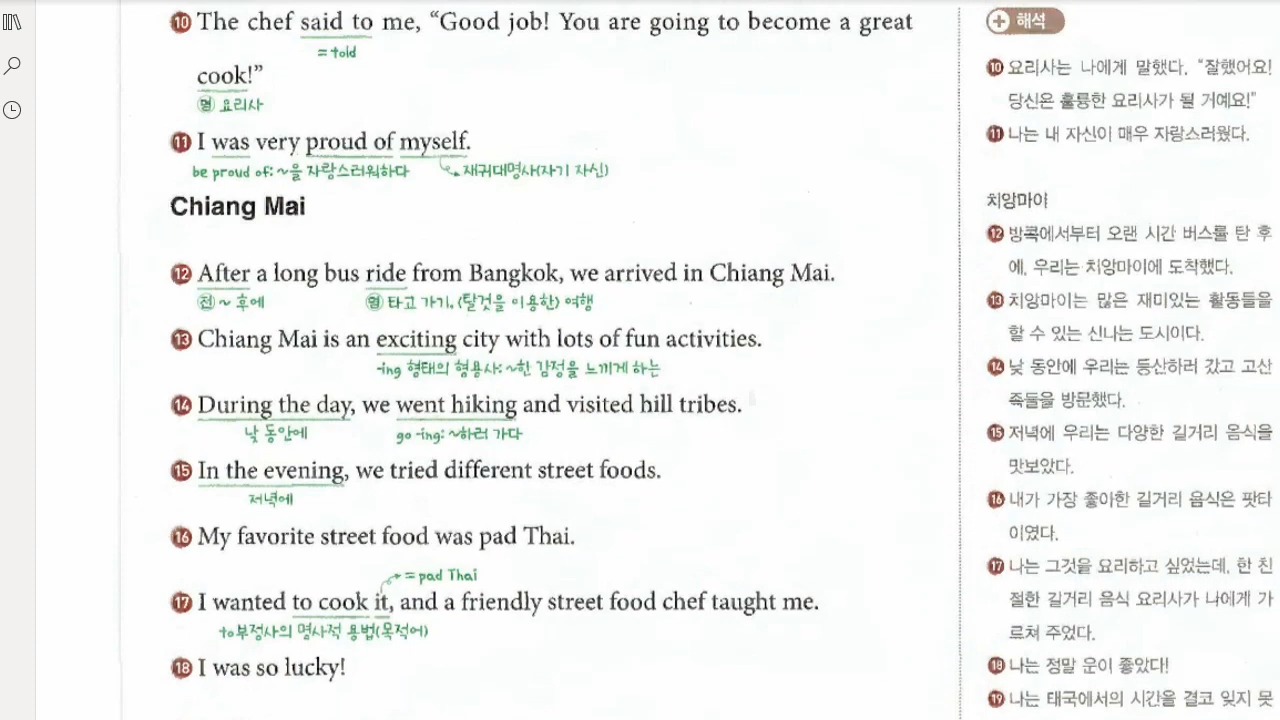 ⑩ The chef said to me, “Good job! You are going to become a great
= told
cook!”
명 요리사
⑪ I was very proud of myself.
be proud of: ~을 자랑스러워하다 재귀대명사(자기 자신)
Chiang Mai
⑫ After a long bus ride from Bangkok, we arrived in Chiang Mai.
전 ~ 후에 명 타고 가기, (탈것을 이용한) 여행
⑬ Chiang Mai is an exciting city with lots of fun activities.
-ing 형태의 형용사: ~한 감정을 느끼게 하는
⑭ During the day, we went hiking and visited hill tribes.
낮 동안에 go -ing: ~하러 가다
⑮ In the evening, we tried different street foods.
저녁에
⑯ My favorite street food was pad Thai.
= pad Thai
⑰ I wanted to cook it, and a friendly street food chef taught me.
to부정사의 명사적 용법(목적어)
⑱ I was so lucky!
+ 해석
⑩ 요리사는 나에게 말했다. “잘했어요!
당신은 훌륭한 요리사가 될 거예요!”
⑪ 나는 내 자신이 매우 자랑스러웠다.
치앙마이
⑫ 방콕에서부터 오랜 시간 버스를 탄 후
에, 우리는 치앙마이에 도착했다.
⑬ 치앙마이는 많은 재미있는 활동들을
할 수 있는 신나는 도시이다.
⑭ 낮 동안에 우리는 등산하러 갔고 고산
족들을 방문했다.
⑮ 저녁에 우리는 다양한 길거리 음식을
맛보았다.
⑯ 내가 가장 좋아한 길거리 음식은 팟타
이였다.
⑰ 나는 그것을 요리하고 싶었는데, 한 친
절한 길거리 음식 요리사가 나에게 가
르쳐 주었다.
⑱ 나는 정말 운이 좋았다!
⑲ 나는 태국에서의 시간을 결코 잊지 못